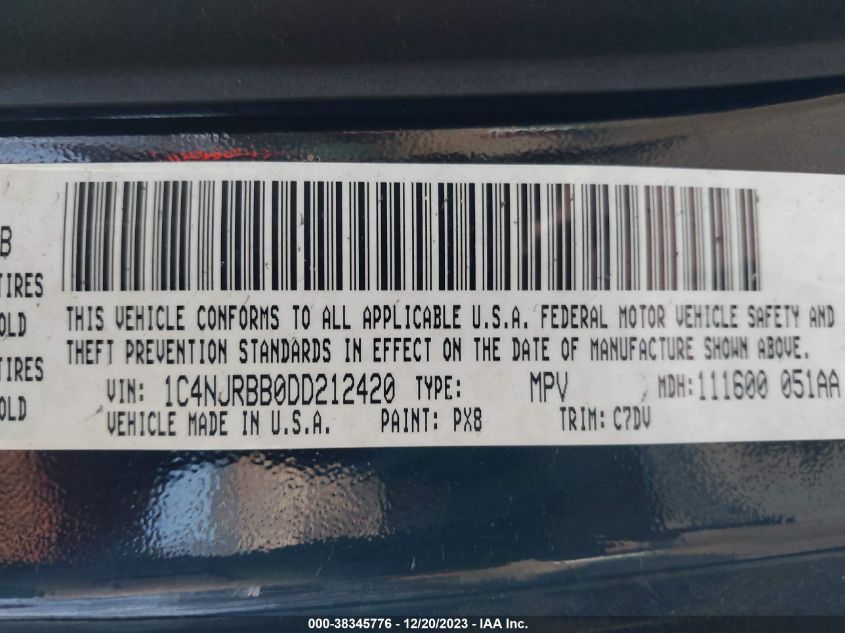 B
TIRES
OLD
TIRES
OLD
THIS VEHICLE CONFORMS TO ALL APPLICABLE U.S.A. FEDERAL MOTOR VEHICLE SAFETY AND
THEFT PREVENTION STANDARDS IN EFFECT ON THE DATE OF MANUFACTURE SHOWN ABOVE.
VIN: 1C4NJRBB0DD212420 TYPE: MPV MDH:111600 051AA
VEHICLE MADE IN U.S.A. PAINT: PX8 TRIM: C7DV
000-38345776 — 12/20/2023 — IAA Inc.